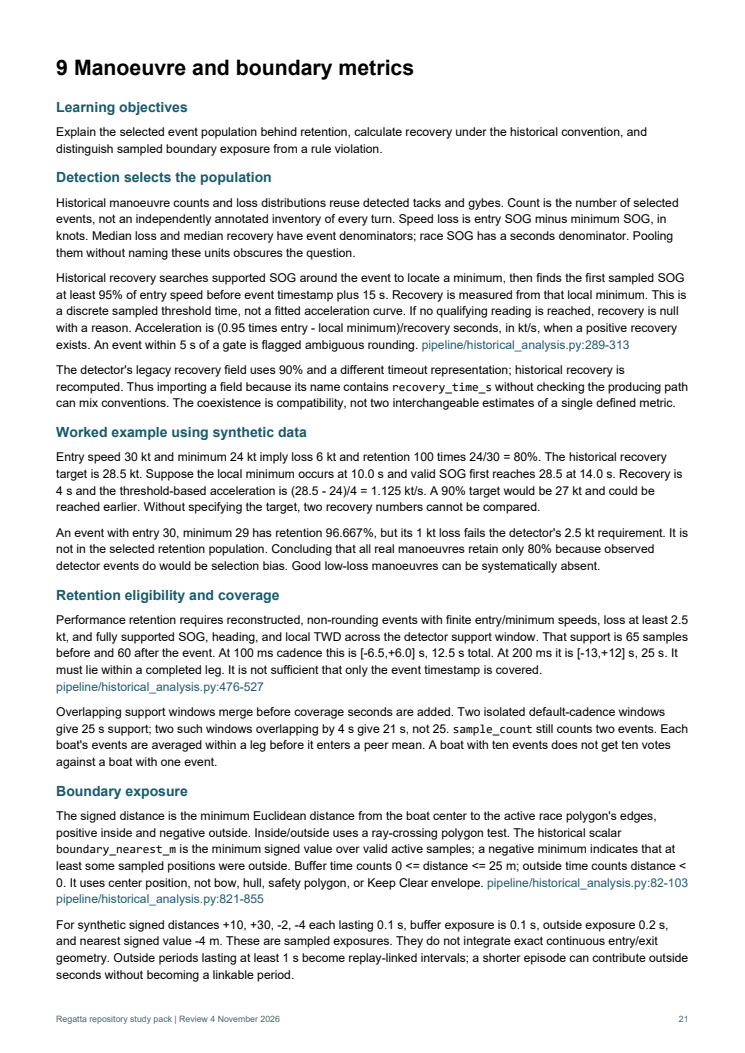 9 Manoeuvre and boundary metrics
Learning objectives
Explain the selected event population behind retention, calculate recovery under the historical convention, and
distinguish sampled boundary exposure from a rule violation.
Detection selects the population
Historical manoeuvre counts and loss distributions reuse detected tacks and gybes. Count is the number of selected
events, not an independently annotated inventory of every turn. Speed loss is entry SOG minus minimum SOG, in
knots. Median loss and median recovery have event denominators; race SOG has a seconds denominator. Pooling
them without naming these units obscures the question.
Historical recovery searches supported SOG around the event to locate a minimum, then finds the first sampled SOG
at least 95% of entry speed before event timestamp plus 15 s. Recovery is measured from that local minimum. This is
a discrete sampled threshold time, not a fitted acceleration curve. If no qualifying reading is reached, recovery is null
with a reason. Acceleration is (0.95 times entry - local minimum)/recovery seconds, in kt/s, when a positive recovery
exists. An event within 5 s of a gate is flagged ambiguous rounding. pipeline/historical_analysis.py:289-313
The detector's legacy recovery field uses 90% and a different timeout representation; historical recovery is
recomputed. Thus importing a field because its name contains recovery_time_s without checking the producing path
can mix conventions. The coexistence is compatibility, not two interchangeable estimates of a single defined metric.
Worked example using synthetic data
Entry speed 30 kt and minimum 24 kt imply loss 6 kt and retention 100 times 24/30 = 80%. The historical recovery
target is 28.5 kt. Suppose the local minimum occurs at 10.0 s and valid SOG first reaches 28.5 at 14.0 s. Recovery is
4 s and the threshold-based acceleration is (28.5 - 24)/4 = 1.125 kt/s. A 90% target would be 27 kt and could be
reached earlier. Without specifying the target, two recovery numbers cannot be compared.
An event with entry 30, minimum 29 has retention 96.667%, but its 1 kt loss fails the detector's 2.5 kt requirement. It is
not in the selected retention population. Concluding that all real manoeuvres retain only 80% because observed
detector events do would be selection bias. Good low-loss manoeuvres can be systematically absent.
Retention eligibility and coverage
Performance retention requires reconstructed, non-rounding events with finite entry/minimum speeds, loss at least 2.5
kt, and fully supported SOG, heading, and local TWD across the detector support window. That support is 65 samples
before and 60 after the event. At 100 ms cadence this is [-6.5,+6.0] s, 12.5 s total. At 200 ms it is [-13,+12] s, 25 s. It
must lie within a completed leg. It is not sufficient that only the event timestamp is covered.
pipeline/historical_analysis.py:476-527
Overlapping support windows merge before coverage seconds are added. Two isolated default-cadence windows
give 25 s support; two such windows overlapping by 4 s give 21 s, not 25. sample_count still counts two events. Each
boat's events are averaged within a leg before it enters a peer mean. A boat with ten events does not get ten votes
against a boat with one event.
Boundary exposure
The signed distance is the minimum Euclidean distance from the boat center to the active race polygon's edges,
positive inside and negative outside. Inside/outside uses a ray-crossing polygon test. The historical scalar
boundary_nearest_m is the minimum signed value over valid active samples; a negative minimum indicates that at
least some sampled positions were outside. Buffer time counts 0 <= distance <= 25 m; outside time counts distance <
0. It uses center position, not bow, hull, safety polygon, or Keep Clear envelope. pipeline/historical_analysis.py:82-103
pipeline/historical_analysis.py:821-855
For synthetic signed distances +10, +30, -2, -4 each lasting 0.1 s, buffer exposure is 0.1 s, outside exposure 0.2 s,
and nearest signed value -4 m. These are sampled exposures. They do not integrate exact continuous entry/exit
geometry. Outside periods lasting at least 1 s become replay-linked intervals; a shorter episode can contribute outside
seconds without becoming a linkable period.
Regatta repository study pack | Review 4 November 2026
21